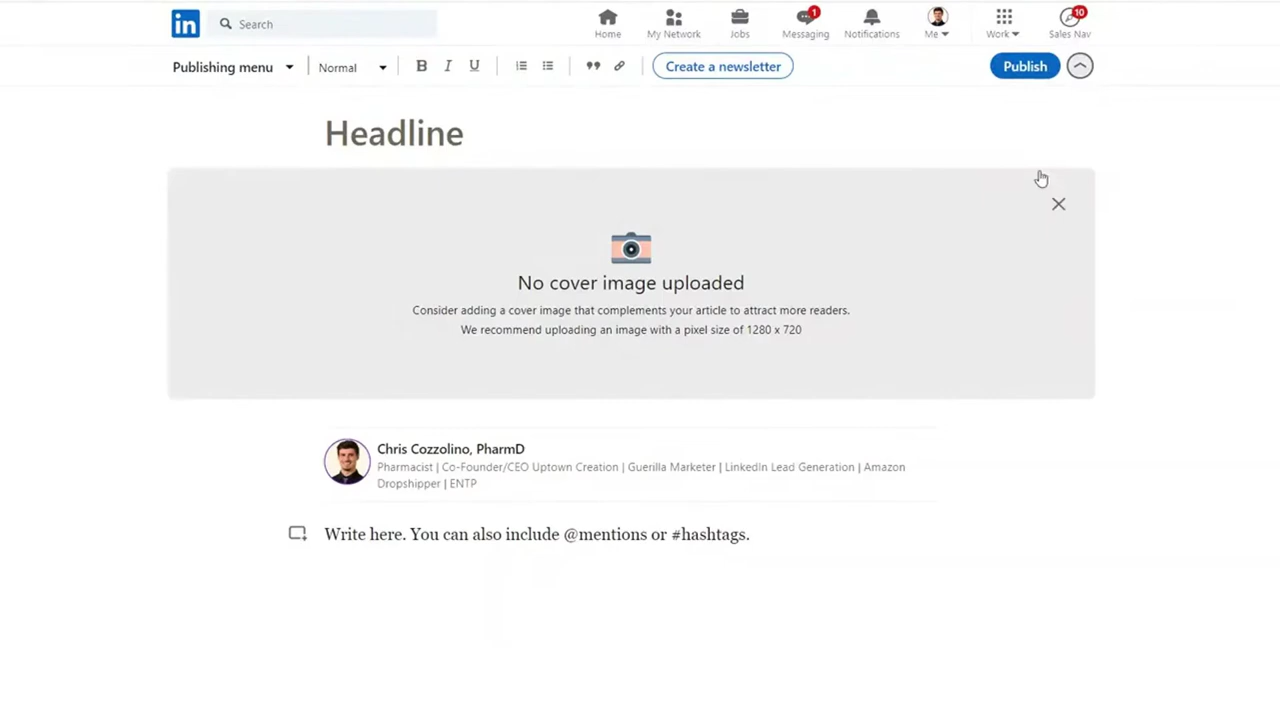 in
Search
Home
My Network
Jobs
1
Messaging
Notifications
Me
Work
10
Sales Nav
Publishing menu
Normal
B I U
Create a newsletter
Publish
Headline
No cover image uploaded
Consider adding a cover image that complements your article to attract more readers.
We recommend uploading an image with a pixel size of 1280 x 720
Chris Cozzolino, PharmD
Pharmacist | Co-Founder/CEO Uptown Creation | Guerilla Marketer | LinkedIn Lead Generation | Amazon
Dropshipper | ENTP
Write here. You can also include @mentions or #hashtags.